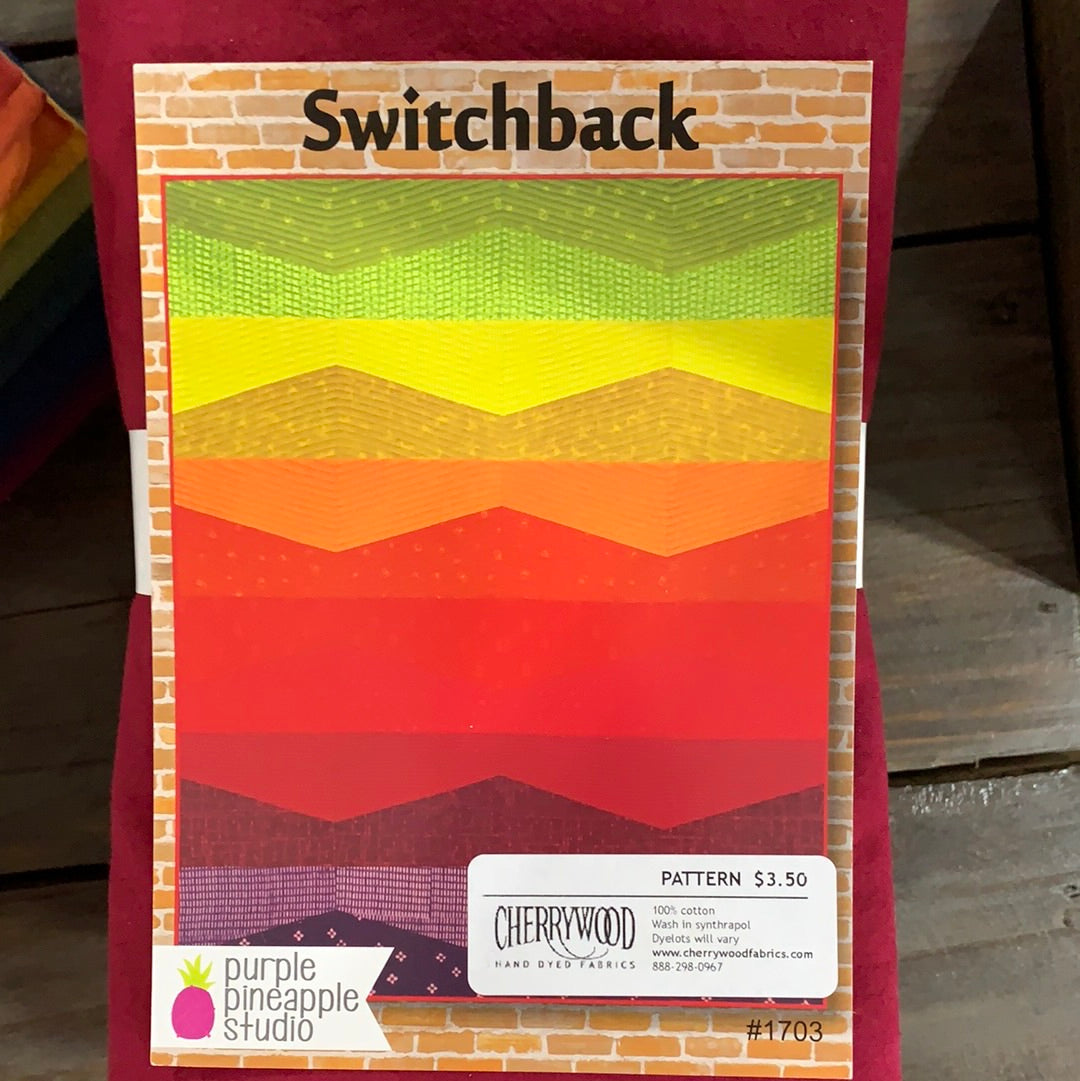 Switchback
PATTERN $3.50
CHERRYWOOD
HAND DYED FABRICS
100% cotton
Wash in synthrapol
Dyelots will vary
www.cherrywoodfabrics.com
888-298-0967
purple
pineapple
studio
#1703